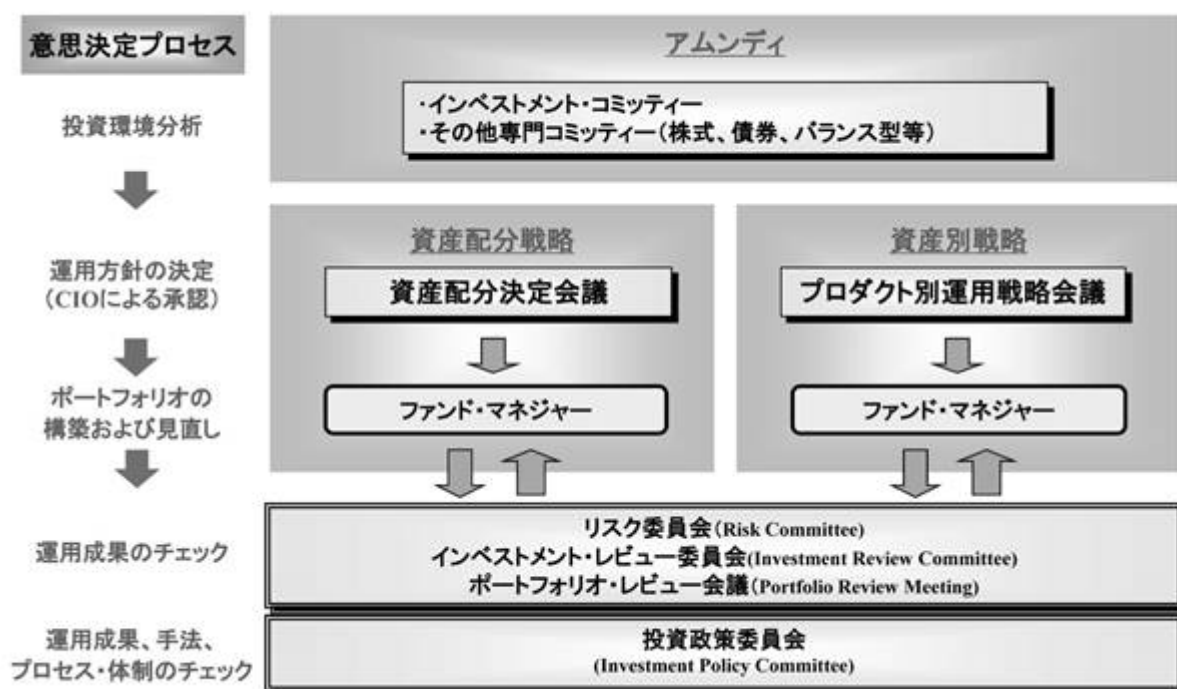 意思決定プロセス
アムンディ
投資環境分析
・インベストメント・コミッティー
・その他専門コミッティー(株式、債券、バランス型等)
資産配分戦略
資産別戦略
運用方針の決定
(CIOによる承認)
資産配分決定会議
プロダクト別運用戦略会議
ポートフォリオの
構築および見直し
ファンド・マネジャー
ファンド・マネジャー
運用成果のチェック
リスク委員会(Risk Committee)
インベストメント・レビュー委員会(Investment Review Committee)
ポートフォリオ・レビュー会議(Portfolio Review Meeting)
運用成果、手法、
プロセス・体制のチェック
投資政策委員会
(Investment Policy Committee)